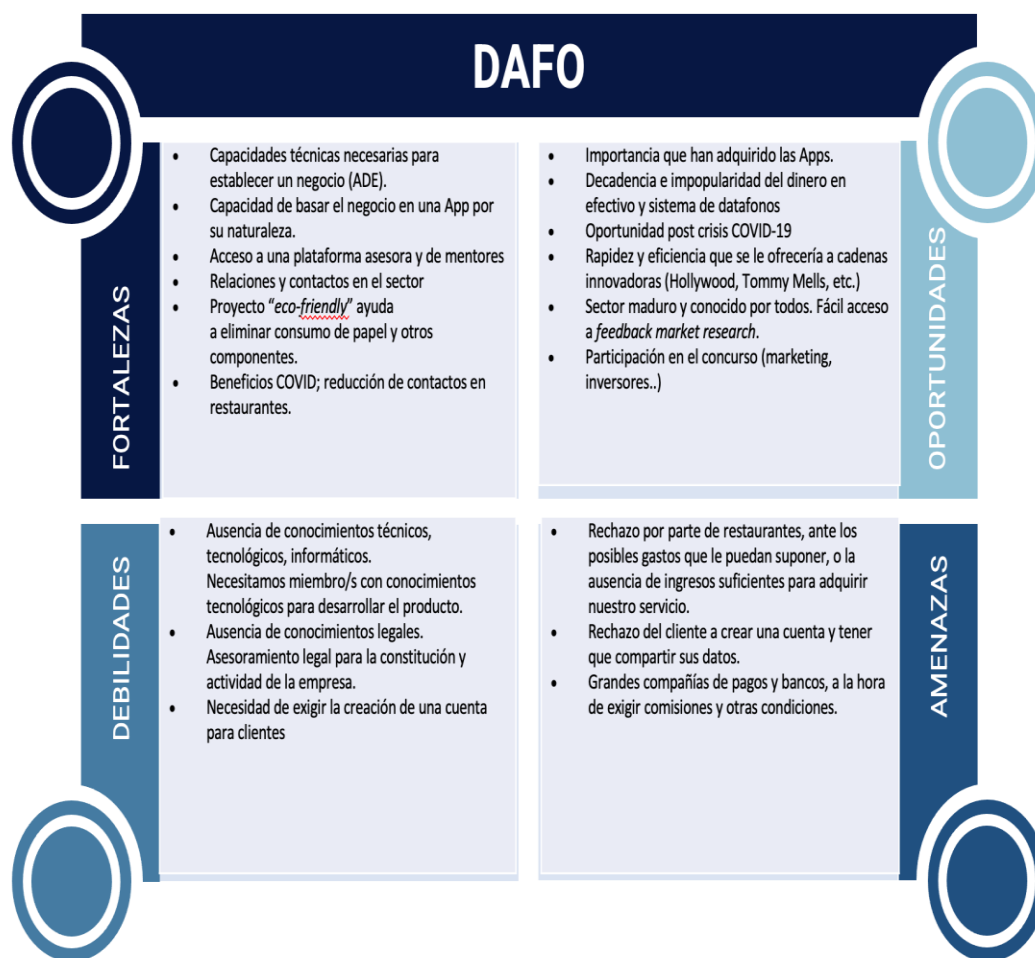 DAFO
FORTALEZAS
• Capacidades técnicas necesarias para
establecer un negocio (ADE).
• Capacidad de basar el negocio en una App por
su naturaleza.
• Acceso a una plataforma asesora y de mentores
• Relaciones y contactos en el sector
• Proyecto “eco-friendly” ayuda
a eliminar consumo de papel y otros
componentes.
• Beneficios COVID; reducción de contactos en
restaurantes.
OPORTUNIDADES
• Importancia que han adquirido las Apps.
• Decadencia e impopularidad del dinero en
efectivo y sistema de datafonos
• Oportunidad post crisis COVID-19
• Rapidez y eficiencia que se le ofrecería a cadenas
innovadoras (Hollywood, Tommy Mells, etc.)
• Sector maduro y conocido por todos. Fácil acceso
a feedback market research.
• Participación en el concurso (marketing,
inversores..)
DEBILIDADES
• Ausencia de conocimientos técnicos,
tecnológicos, informáticos.
Necesitamos miembro/s con conocimientos
tecnológicos para desarrollar el producto.
• Ausencia de conocimientos legales.
Asesoramiento legal para la constitución y
actividad de la empresa.
• Necesidad de exigir la creación de una cuenta
para clientes
AMENAZAS
• Rechazo por parte de restaurantes, ante los
posibles gastos que le puedan suponer, o la
ausencia de ingresos suficientes para adquirir
nuestro servicio.
• Rechazo del cliente a crear una cuenta y tener
que compartir sus datos.
• Grandes compañías de pagos y bancos, a la hora
de exigir comisiones y otras condiciones.